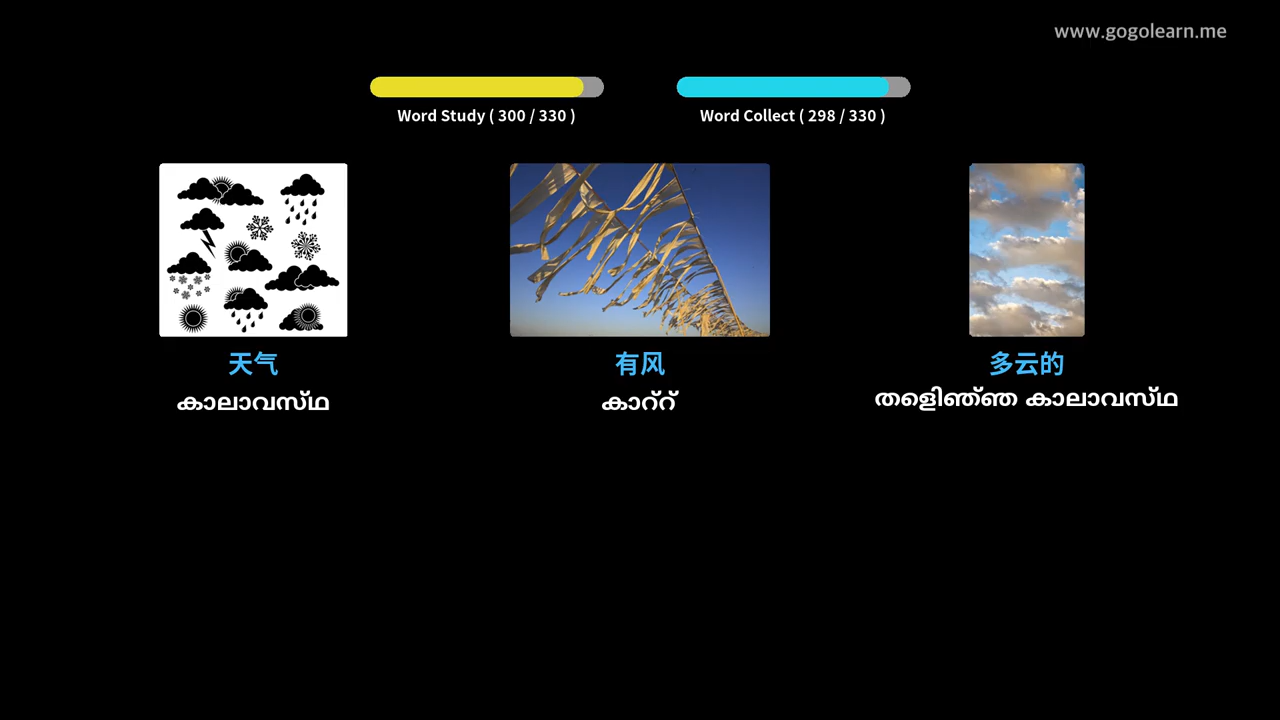 www.gogolearn.me
Word Study ( 300 / 330 )
Word Collect ( 298 / 330 )
天气
有风
多云的
കാലാവസ്ഥ
കാറ്റ്
തെളിഞ്ഞ കാലാവസ്ഥ